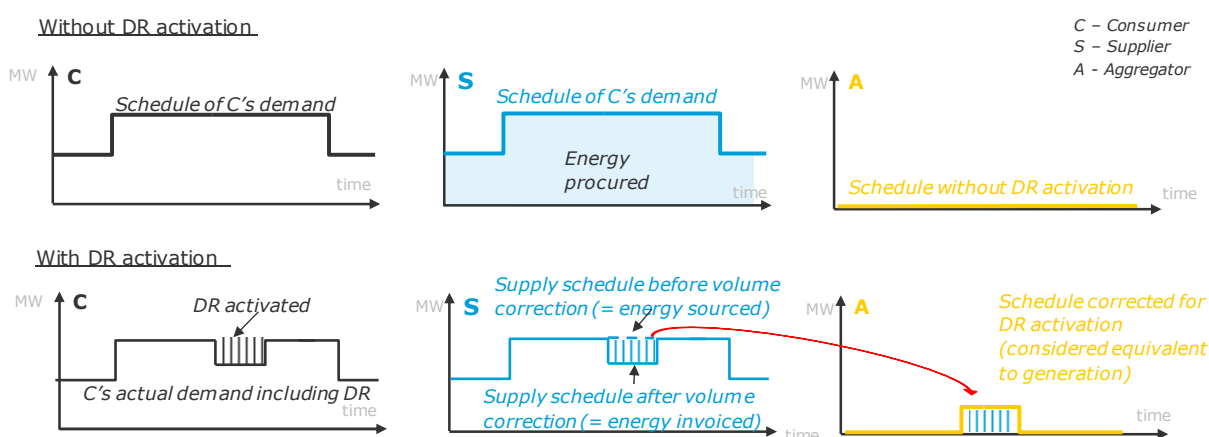 Without DR activation
C – Consumer
S – Supplier
A - Aggregator
MW
C
Schedule of C's demand
time
MW
S
Schedule of C's demand
Energy
procured
time
MW
A
Schedule without DR activation
time
With DR activation
MW
C
DR activated
C's actual demand including DR
time
MW
S
Supply schedule before volume
correction (= energy sourced)
Supply schedule after volume
correction (= energy invoiced)
time
MW
A
Schedule corrected for
DR activation
(considered equivalent
to generation)
time